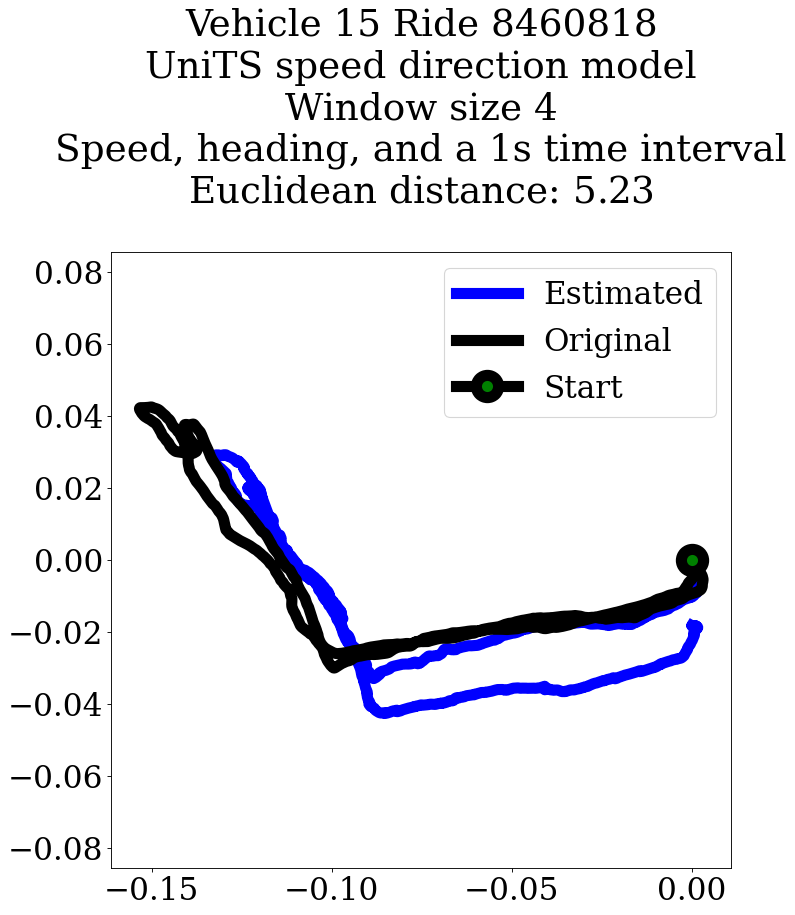 Vehicle 15 Ride 8460818
UniTS speed direction model
Window size 4
Speed, heading, and a 1s time interval
Euclidean distance: 5.23
Estimated
Original
Start
0.08
0.06
0.04
0.02
0.00
−0.02
−0.04
−0.06
−0.08
−0.15
−0.10
−0.05
0.00